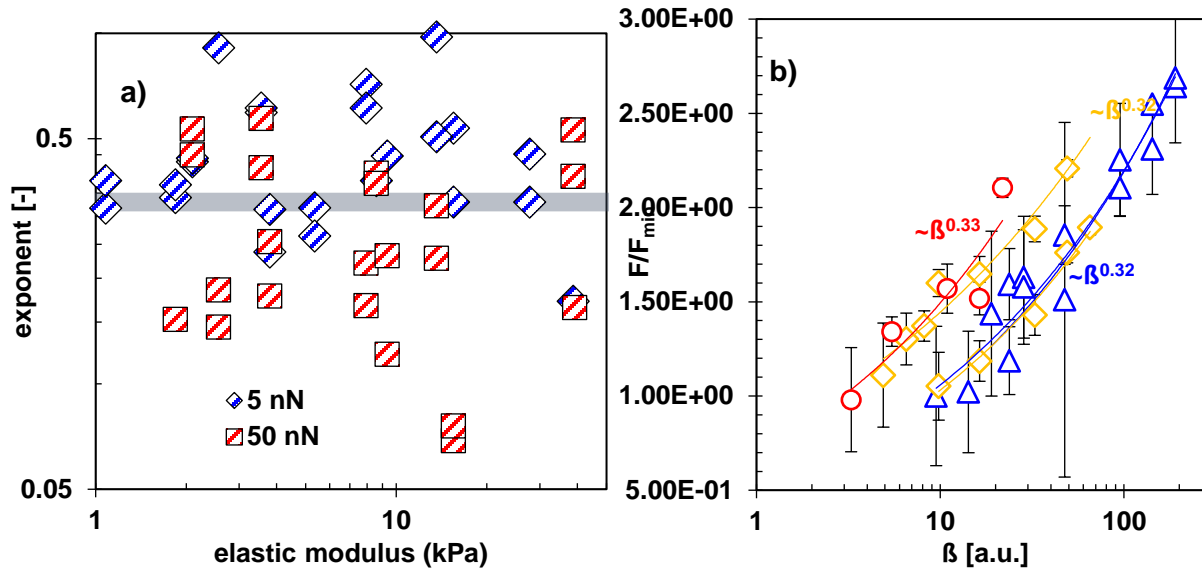 a)
0.5
0.05
exponent [-]
5 nN
50 nN
1
10
elastic modulus (kPa)
b)
3.00E+00
2.50E+00
2.00E+00
1.50E+00
1.00E+00
5.00E-01
F/Fmin
~ß0.32
~ß0.33
~ß0.32
1
10
100
ß [a.u.]